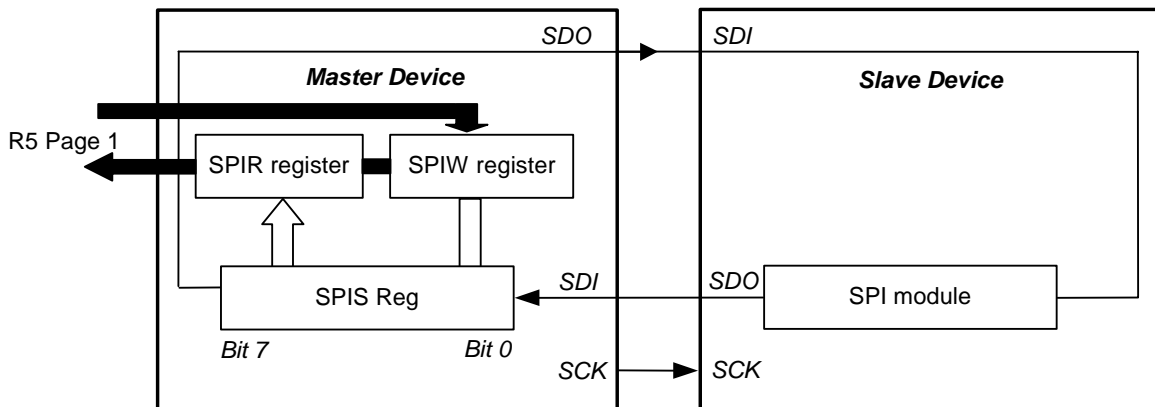 SDO
SDI
Master Device
Slave Device
R5 Page 1
SPIR register
SPIW register
SPIS Reg
SDI
SDO
SPI module
Bit 7
Bit 0
SCK
SCK